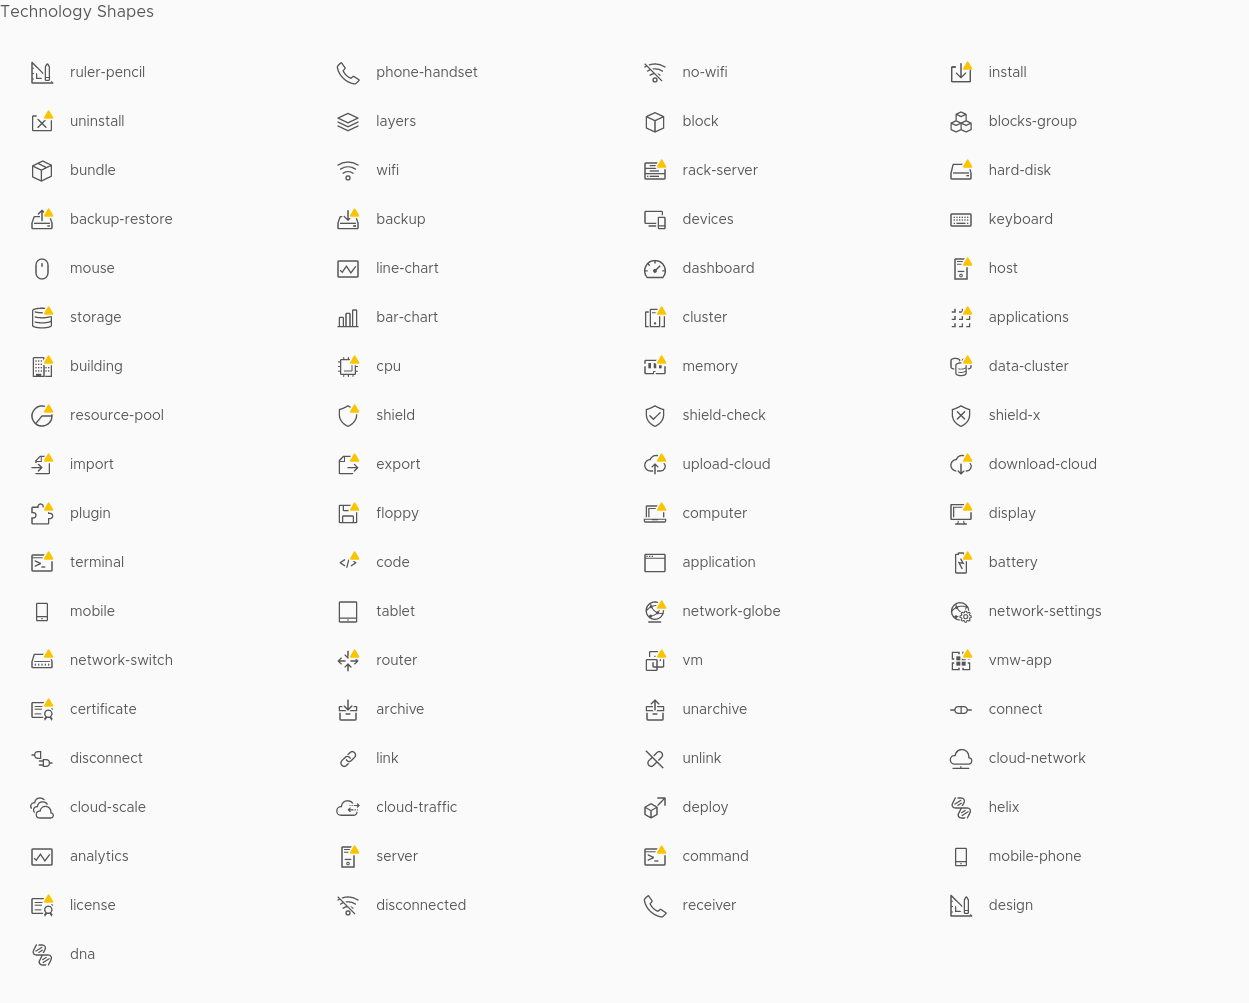 Technology Shapes
ruler-pencil phone-handset no-wifi install
uninstall layers block blocks-group
bundle wifi rack-server hard-disk
backup-restore backup devices keyboard
mouse line-chart dashboard host
storage bar-chart cluster applications
building cpu memory data-cluster
resource-pool shield shield-check shield-x
import export upload-cloud download-cloud
plugin floppy computer display
terminal code application battery
mobile tablet network-globe network-settings
network-switch router vm vmw-app
certificate archive unarchive connect
disconnect link unlink cloud-network
cloud-scale cloud-traffic deploy helix
analytics server command mobile-phone
license disconnected receiver design
dna